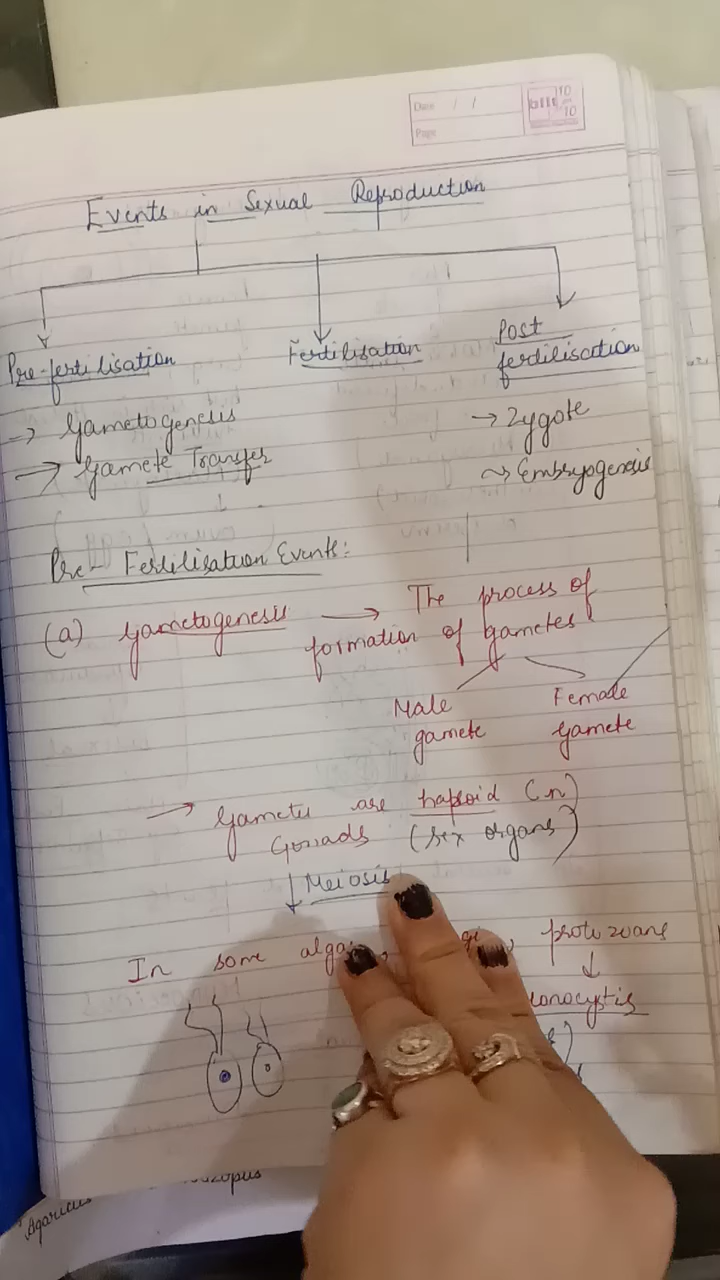 Date / /
Page
Events in Sexual Reproduction
Pre-fertilisation
Fertilisation
Post
fertilisation
→ Gametogenesis
→ Gamete Transfer
→ Zygote
→ Embryogenesis
Pre- Fertilisation Events:
(a) Gametogenesis → The process of
formation of gametes
Male
gamete
Female
gamete
→ Gametes are haploid (n)
Gonads (sex organs)
↓ Meiosis
In some protozoans
↓
Agaricus